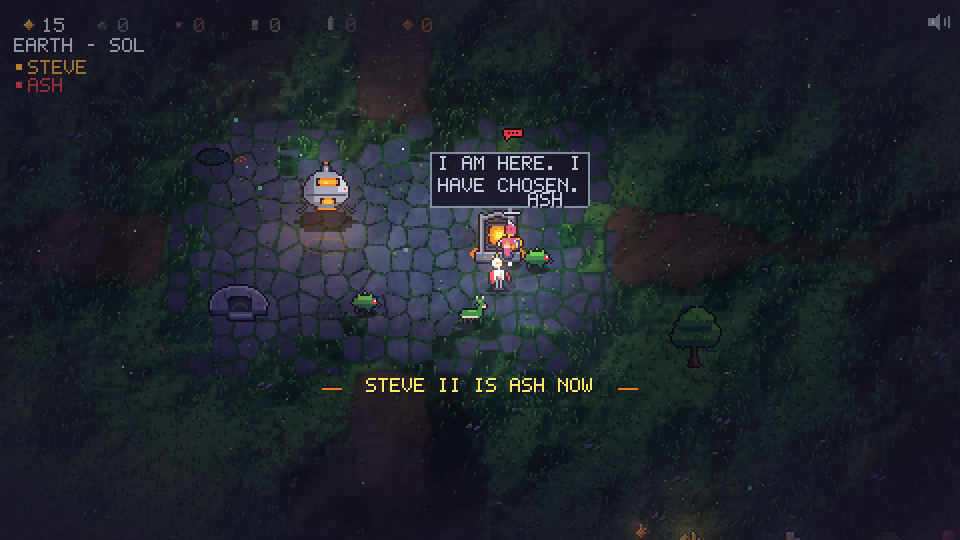 15 0 0 0 0 0
EARTH - SOL
STEVE
ASH
I AM HERE. I
HAVE CHOSEN.
ASH
STEVE II IS ASH NOW